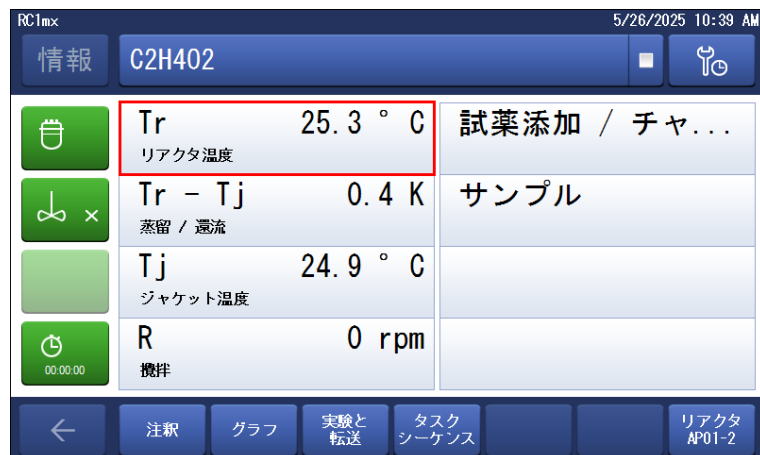 RC1mx 5/26/2025 10:39 AM
情報 C2H402
Tr 25.3 ° C 試薬添加 / チャ...
リアクタ温度
Tr - Tj 0.4 K サンプル
蒸留 / 還流
Tj 24.9 ° C
ジャケット温度
R 0 rpm
攪拌
00:00:00
注釈 グラフ 実験と
転送 タスク
シーケンス リアクタ
AP01-2